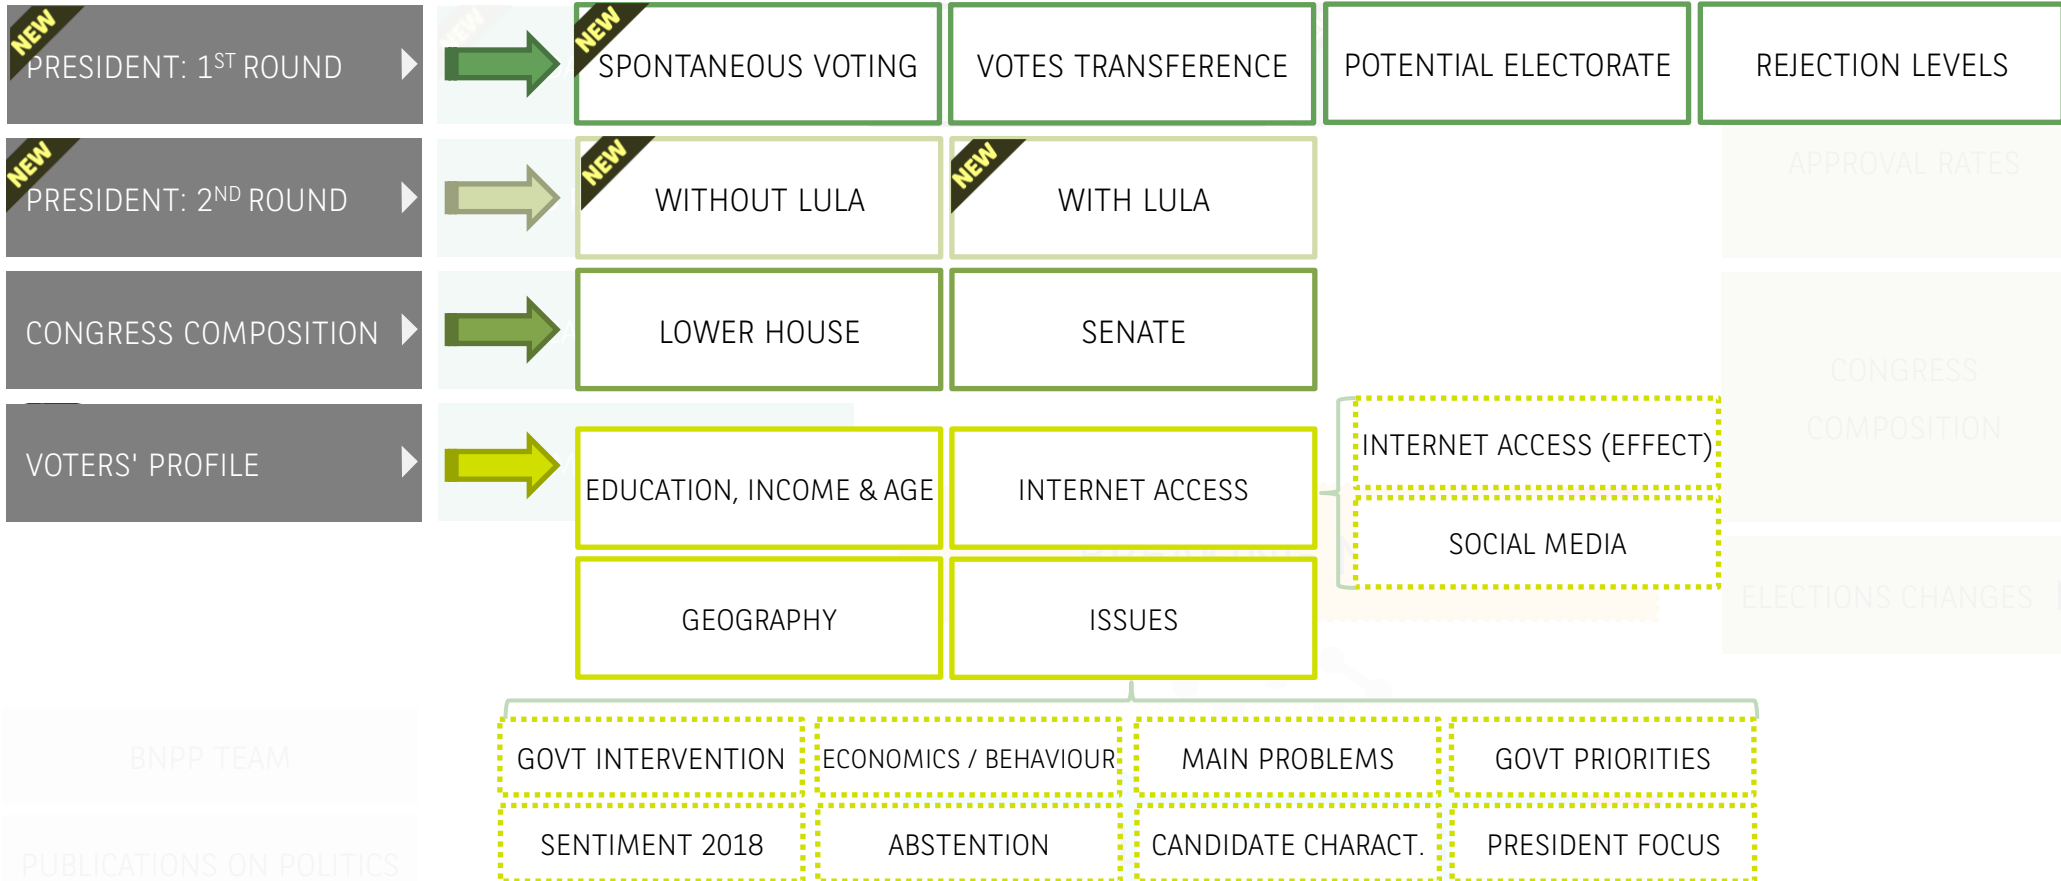 NEW
PRESIDENT: 1ST ROUND
NEW
SPONTANEOUS VOTING
VOTES TRANSFERENCE
POTENTIAL ELECTORATE
REJECTION LEVELS
APPROVAL RATES
NEW
PRESIDENT: 2ND ROUND
NEW
WITHOUT LULA
NEW
WITH LULA
CONGRESS COMPOSITION
LOWER HOUSE
SENATE
CONGRESS
COMPOSITION
VOTERS' PROFILE
EDUCATION, INCOME & AGE
INTERNET ACCESS
INTERNET ACCESS (EFFECT)
SOCIAL MEDIA
ELECTIONS CHANGES
GEOGRAPHY
ISSUES
BNPP TEAM
GOVT INTERVENTION
ECONOMICS / BEHAVIOUR
MAIN PROBLEMS
GOVT PRIORITIES
PUBLICATIONS ON POLITICS
SENTIMENT 2018
ABSTENTION
CANDIDATE CHARACT.
PRESIDENT FOCUS